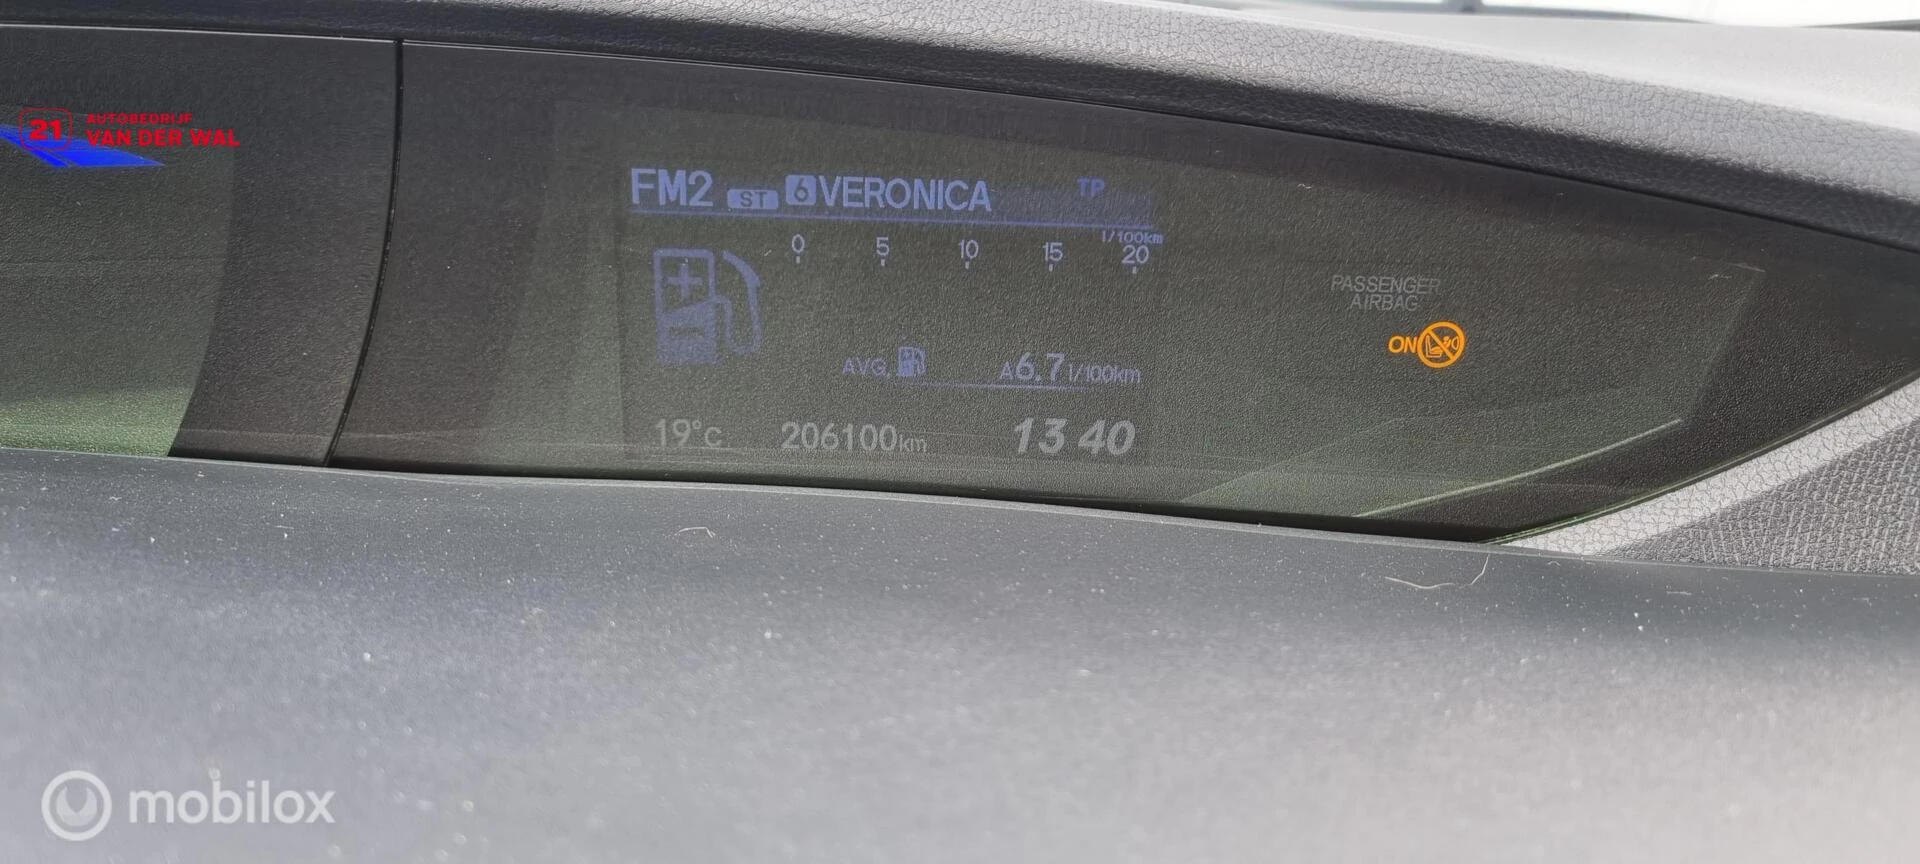 21 AUTOBEDRIJF
VAN DER WAL
FM2 ST 6 VERONICA TP
l/100km
0 5 10 15 20
PASSENGER
AIRBAG
ON
AVG. A6.7 l/100km
19°C 206100km 13 40
mobilox